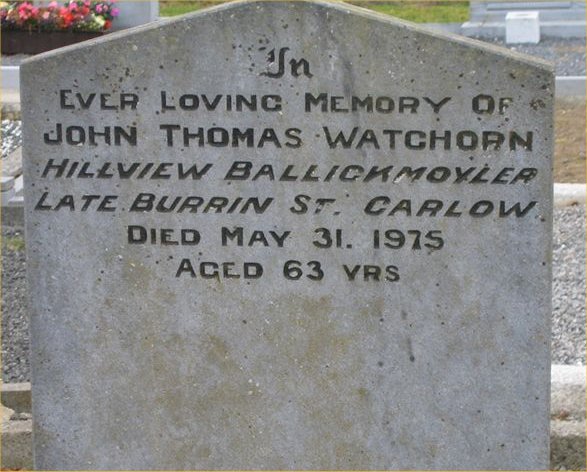 In
EVER LOVING MEMORY OF
JOHN THOMAS WATCHORN
HILLVIEW BALLICKMOYLER
LATE BURRIN ST. CARLOW.
DIED MAY 31. 1975
AGED 63 YRS